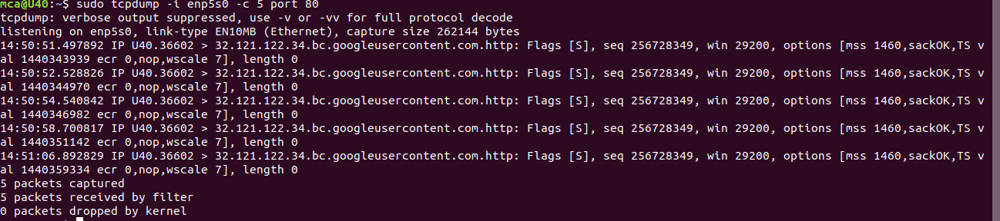 mca@U40:~$ sudo tcpdump -i enp5s0 -c 5 port 80
tcpdump: verbose output suppressed, use -v or -vv for full protocol decode
listening on enp5s0, link-type EN10MB (Ethernet), capture size 262144 bytes
14:50:51.497892 IP U40.36602 > 32.121.122.34.bc.googleusercontent.com.http: Flags [S], seq 256728349, win 29200, options [mss 1460,sackOK,TS v
al 1440343939 ecr 0,nop,wscale 7], length 0
14:50:52.528826 IP U40.36602 > 32.121.122.34.bc.googleusercontent.com.http: Flags [S], seq 256728349, win 29200, options [mss 1460,sackOK,TS v
al 1440344970 ecr 0,nop,wscale 7], length 0
14:50:54.540842 IP U40.36602 > 32.121.122.34.bc.googleusercontent.com.http: Flags [S], seq 256728349, win 29200, options [mss 1460,sackOK,TS v
al 1440346982 ecr 0,nop,wscale 7], length 0
14:50:58.700817 IP U40.36602 > 32.121.122.34.bc.googleusercontent.com.http: Flags [S], seq 256728349, win 29200, options [mss 1460,sackOK,TS v
al 1440351142 ecr 0,nop,wscale 7], length 0
14:51:06.892829 IP U40.36602 > 32.121.122.34.bc.googleusercontent.com.http: Flags [S], seq 256728349, win 29200, options [mss 1460,sackOK,TS v
al 1440359334 ecr 0,nop,wscale 7], length 0
5 packets captured
5 packets received by filter
0 packets dropped by kernel